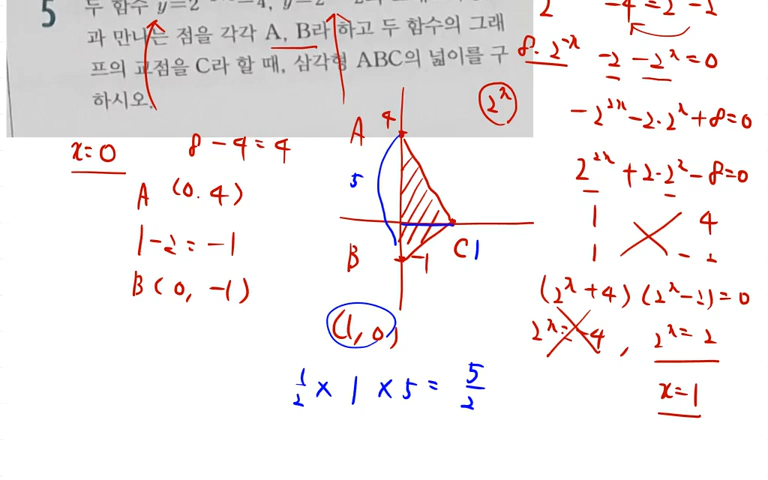 5
두 함수 y=2 -4, y=2
과 만나는 점을 각각 A, B라 하고 두 함수의 그래
프의 교점을 C라 할 때, 삼각형 ABC의 넓이를 구
하시오.
x=0 8-4=4
A (0.4)
1-2=-1
B(0, -1)
A 4
5
B -1 C 1
(1, 0)
1/2 × 1 × 5 = 5/2
2^x
2 -4=2-2
8·2^-x -2-2^x=0
-2^2x-2·2^x+8=0
2^2x+2·2^x-8=0
1 4
1 -2
(2^x+4)(2^x-2)=0
2^x=-4, 2^x=2
x=1